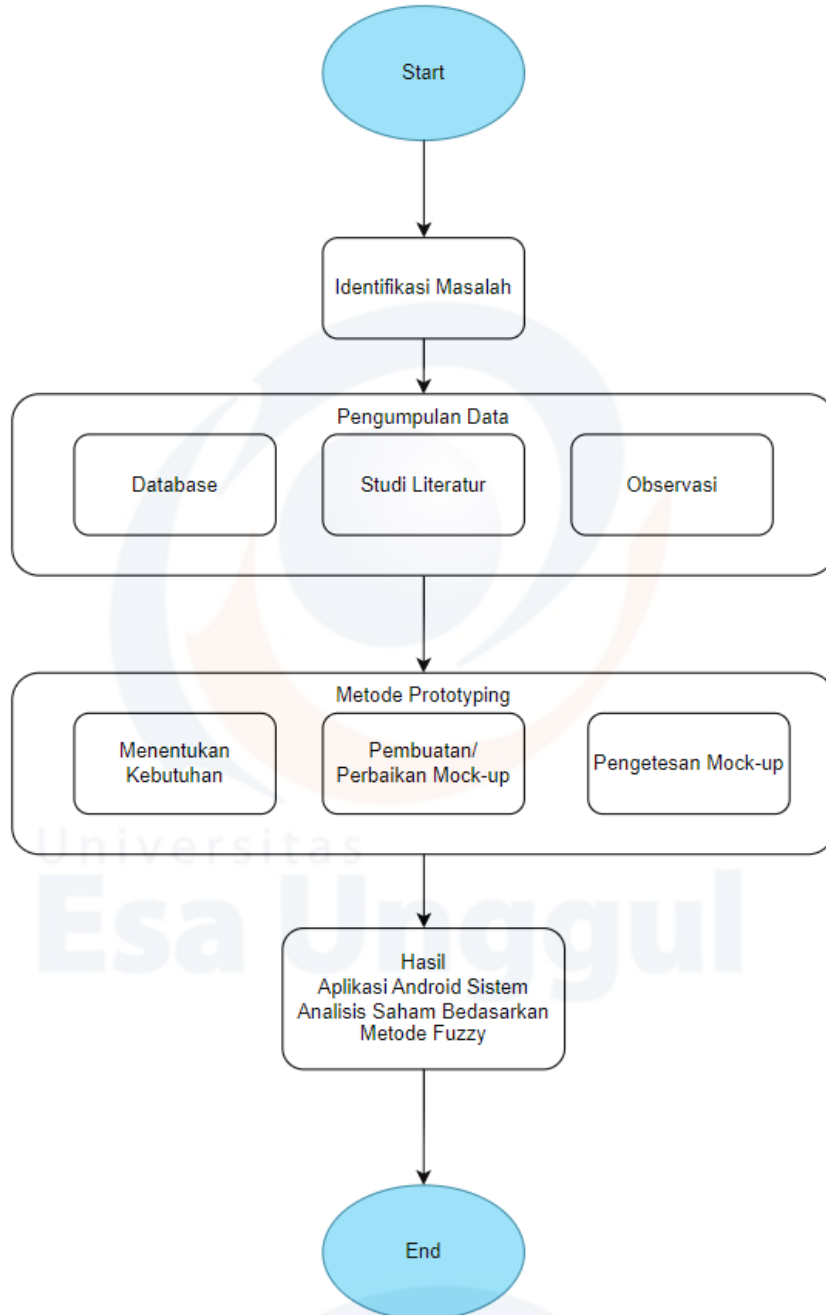 Start
Identifikasi Masalah
Pengumpulan Data
Database
Studi Literatur
Observasi
Metode Prototyping
Menentukan
Kebutuhan
Pembuatan/
Perbaikan Mock-up
Pengetesan Mock-up
Universitas
Esa Unggul
Hasil
Aplikasi Android Sistem
Analisis Saham Bedasarkan
Metode Fuzzy
End